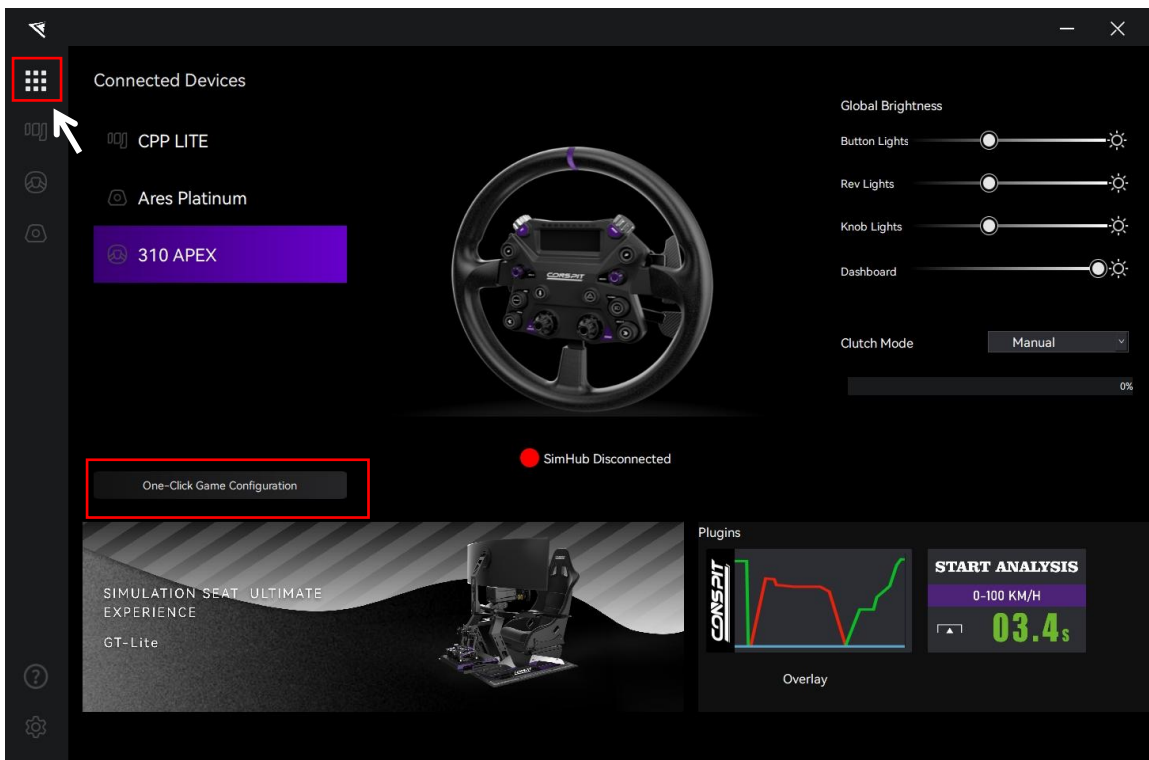 Connected Devices
CPP LITE
Ares Platinum
310 APEX
CONSPIT
Global Brightness
Button Lights
Rev Lights
Knob Lights
Dashboard
Clutch Mode
Manual
0%
SimHub Disconnected
One-Click Game Configuration
SIMULATION SEAT ULTIMATE
EXPERIENCE
GT-Lite
Plugins
CONSPIT
START ANALYSIS
0-100 KM/H
03.4s
Overlay
?